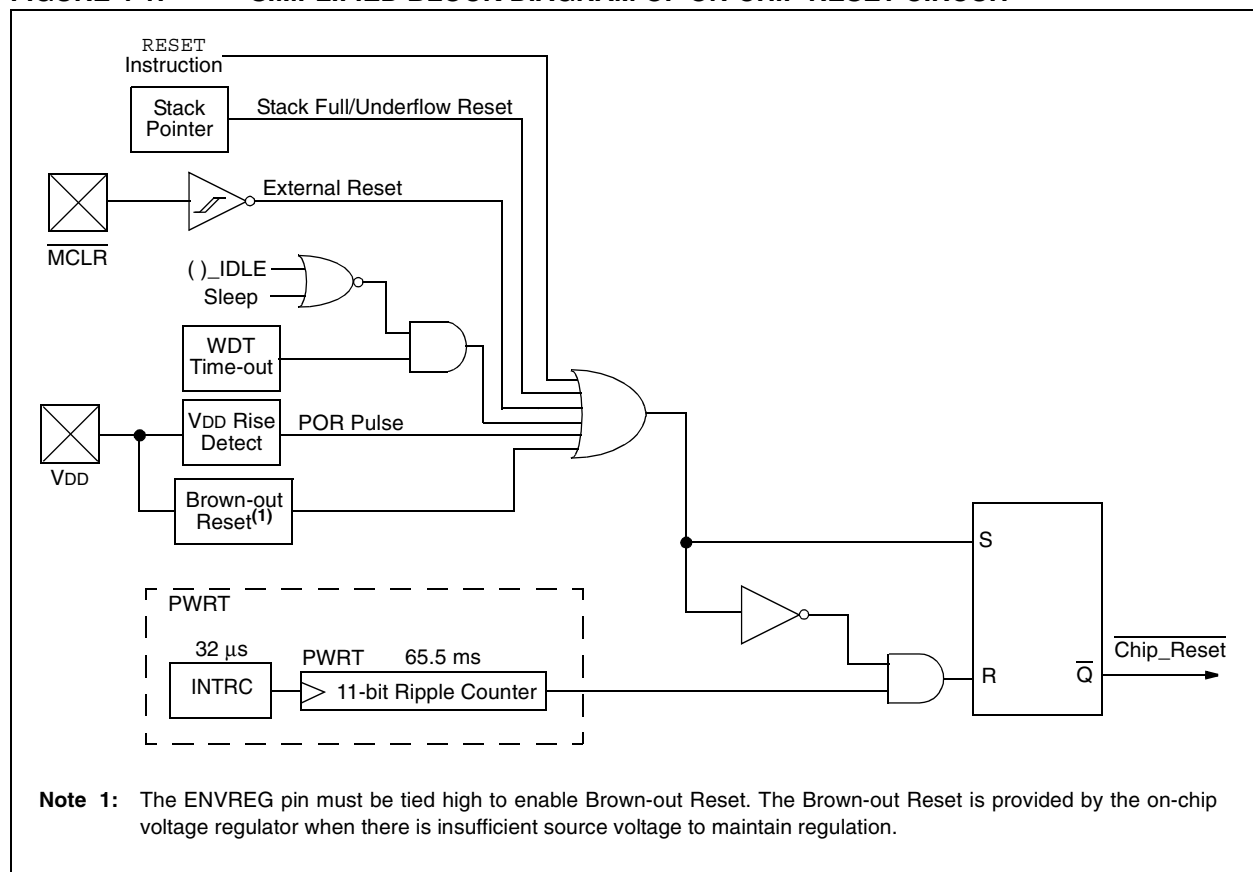 RESET
Instruction
Stack
Pointer
Stack Full/Underflow Reset
External Reset
MCLR
( )_IDLE
Sleep
WDT
Time-out
VDD Rise
Detect
POR Pulse
VDD
Brown-out
Reset(1)
S
PWRT
32 μs
PWRT 65.5 ms
INTRC
11-bit Ripple Counter
R
Q
Chip_Reset
Note 1: The ENVREG pin must be tied high to enable Brown-out Reset. The Brown-out Reset is provided by the on-chip
voltage regulator when there is insufficient source voltage to maintain regulation.